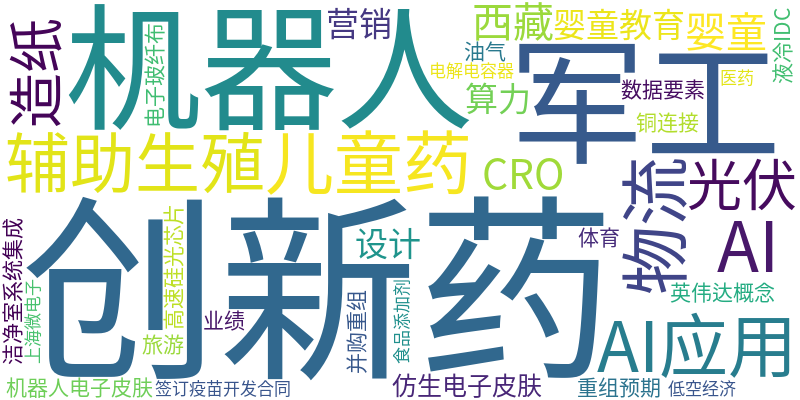 造纸
机器人
电子玻纤布
营销
油气
西藏
婴童教育
婴童
液冷IDC
电解电容器
算力
军工
数据要素
医药
铜连接
辅助生殖
儿童药
CRO
物流
光伏
创新药
设计
体育
AI
英伟达概念
AI应用
洁净室系统集成
上海微电子
高速硅光芯片
旅游
业绩
并购重组
食品添加剂
机器人电子皮肤
签订疫苗开发合同
仿生电子皮肤
重组预期
低空经济